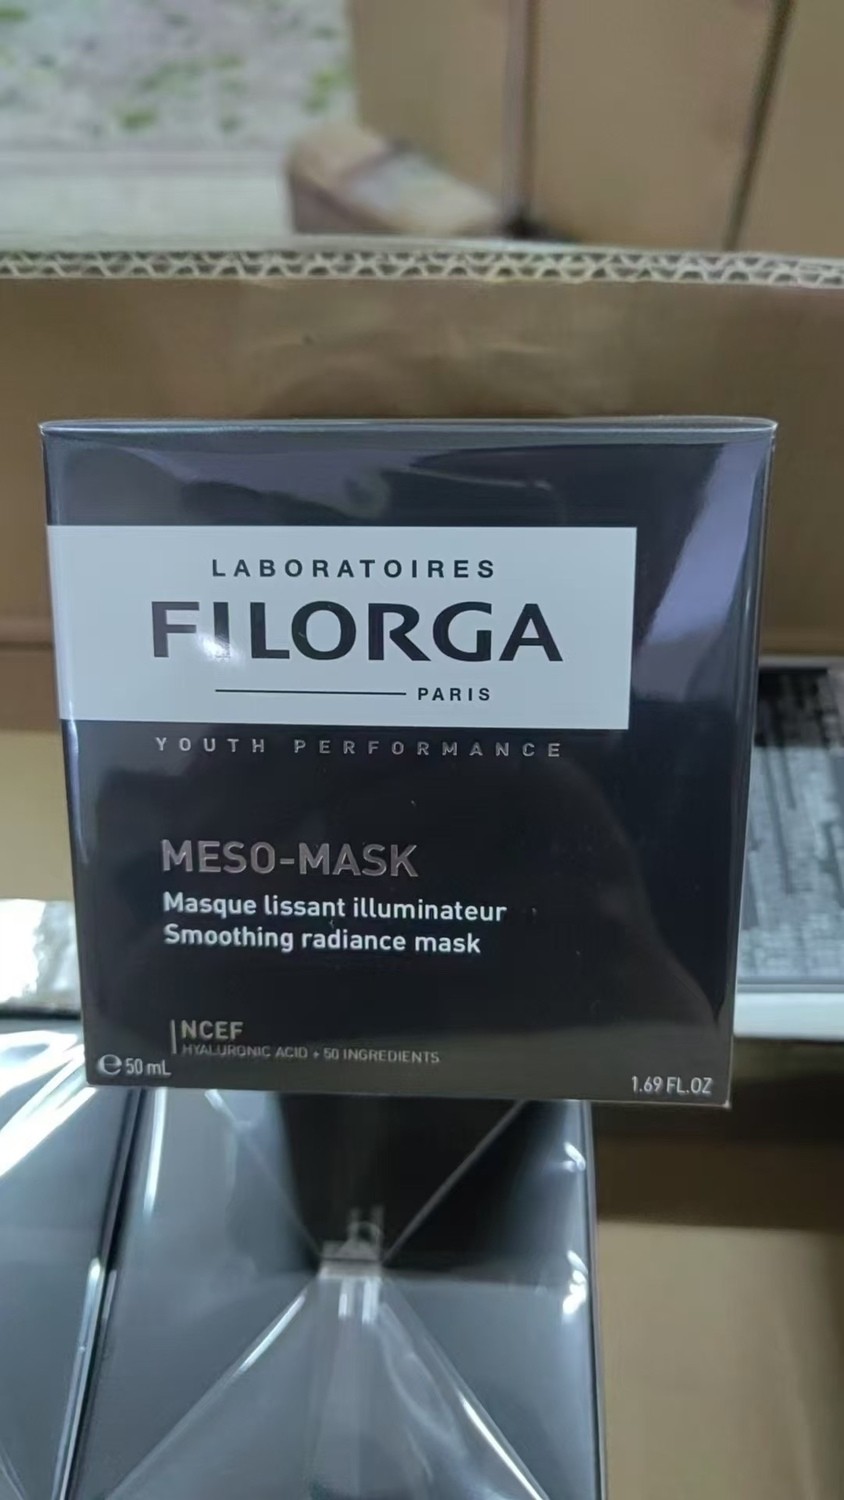 LABORATOIRES
FILORGA
PARIS
YOUTH PERFORMANCE
MESO-MASK
Masque lissant illuminateur
Smoothing radiance mask
NCEF
HYALURONIC ACID + 50 INGREDIENTS
℮ 50 mL
1.69 FL.OZ